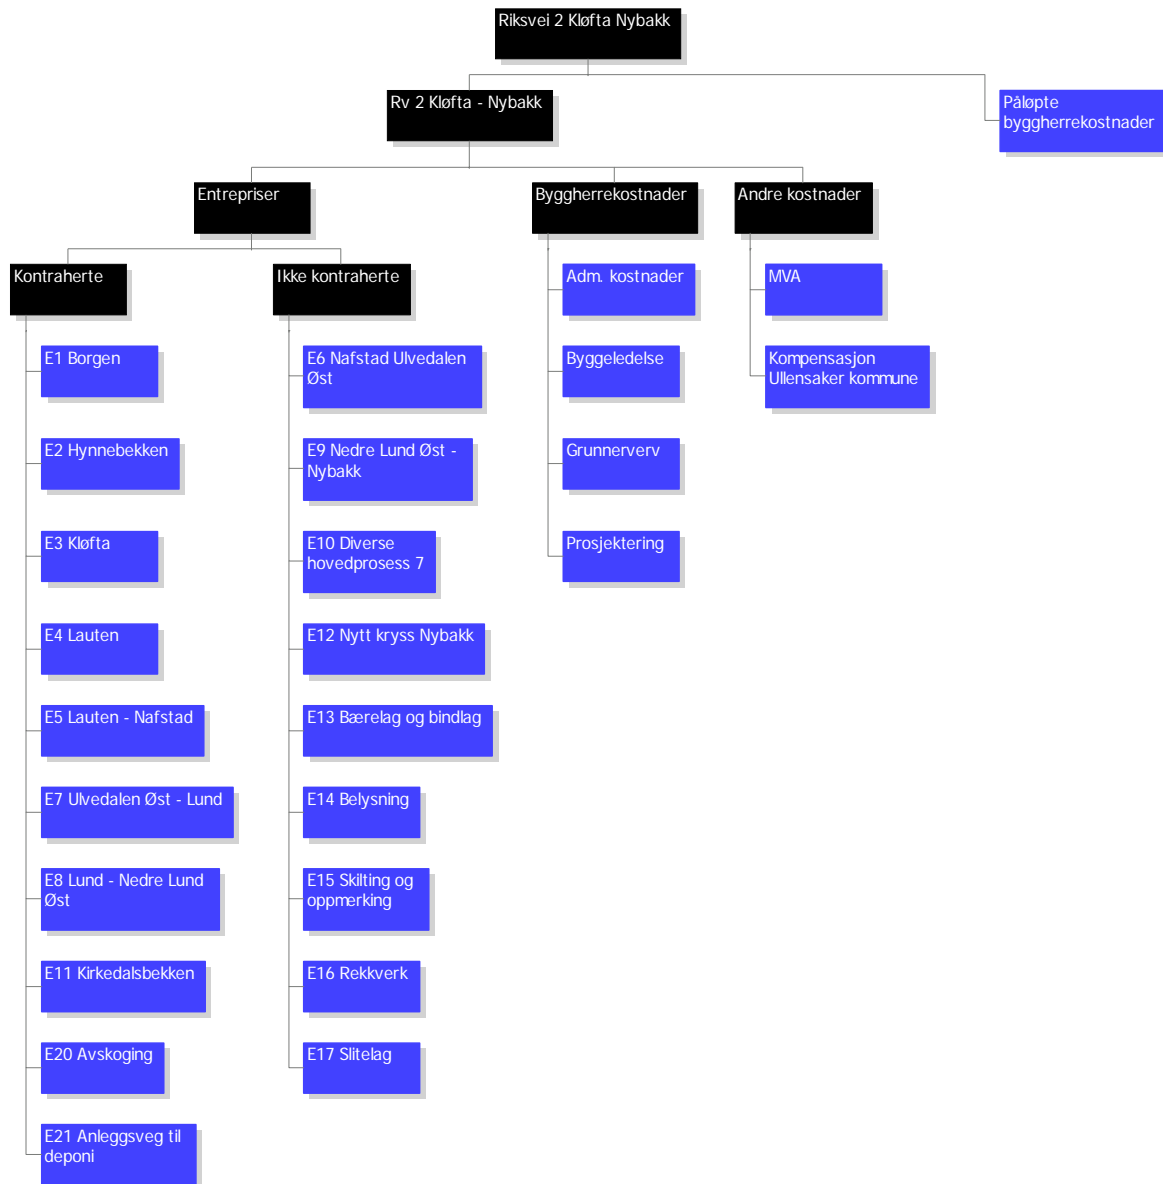 Riksvei 2 Kløfta Nybakk
Rv 2 Kløfta - Nybakk
Påløpte
byggherrekostnader
Entrepriser
Byggherrekostnader
Andre kostnader
Kontraherte
E1 Borgen
E2 Hynnebekken
E3 Kløfta
E4 Lauten
E5 Lauten - Nafstad
E7 Ulvedalen Øst - Lund
E8 Lund - Nedre Lund
Øst
E11 Kirkedalsbekken
E20 Avskoging
E21 Anleggsveg til
deponi
Ikke kontraherte
E6 Nafstad Ulvedalen
Øst
E9 Nedre Lund Øst -
Nybakk
E10 Diverse
hovedprosess 7
E12 Nytt kryss Nybakk
E13 Bærelag og bindlag
E14 Belysning
E15 Skilting og
oppmerking
E16 Rekkverk
E17 Slitelag
Adm. kostnader
Byggeledelse
Grunnerverv
Prosjektering
MVA
Kompensasjon
Ullensaker kommune